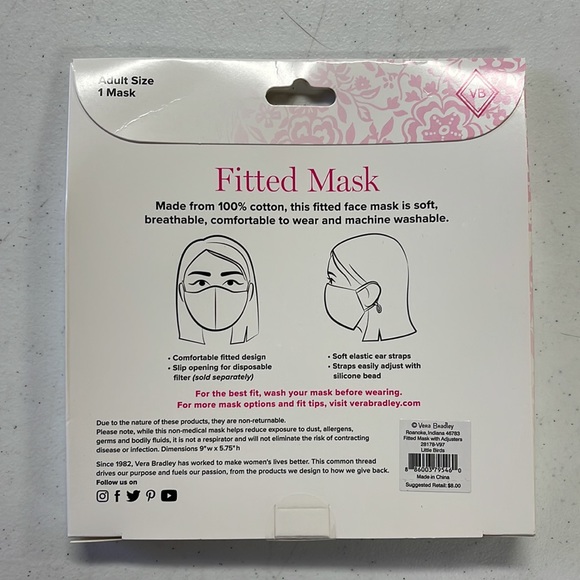 Adult Size
1 Mask
VB
Fitted Mask
Made from 100% cotton, this fitted face mask is soft,
breathable, comfortable to wear and machine washable.
• Comfortable fitted design
• Slip opening for disposable
filter (sold separately)
• Soft elastic ear straps
• Straps easily adjust with
silicone bead
For the best fit, wash your mask before wearing.
For more mask options and fit tips, visit verabradley.com
Due to the nature of these products, they are non-returnable.
Please note, while this non-medical mask helps reduce exposure to dust, allergens,
germs and bodily fluids, it is not a respirator and will not eliminate the risk of contracting
disease or infection. Dimensions 9"w x 5.75"h
Since 1982, Vera Bradley has worked to make women's lives better. This common thread
drives our purpose and fuels our passion, from the products we design to how we give back.
Follow us on
© Vera Bradley
Roanoke, Indiana 46783
Fitted Mask with Adjusters
28178-V97
Little Birds
8 86003 79546 0
Made in China
Suggested Retail: $8.00